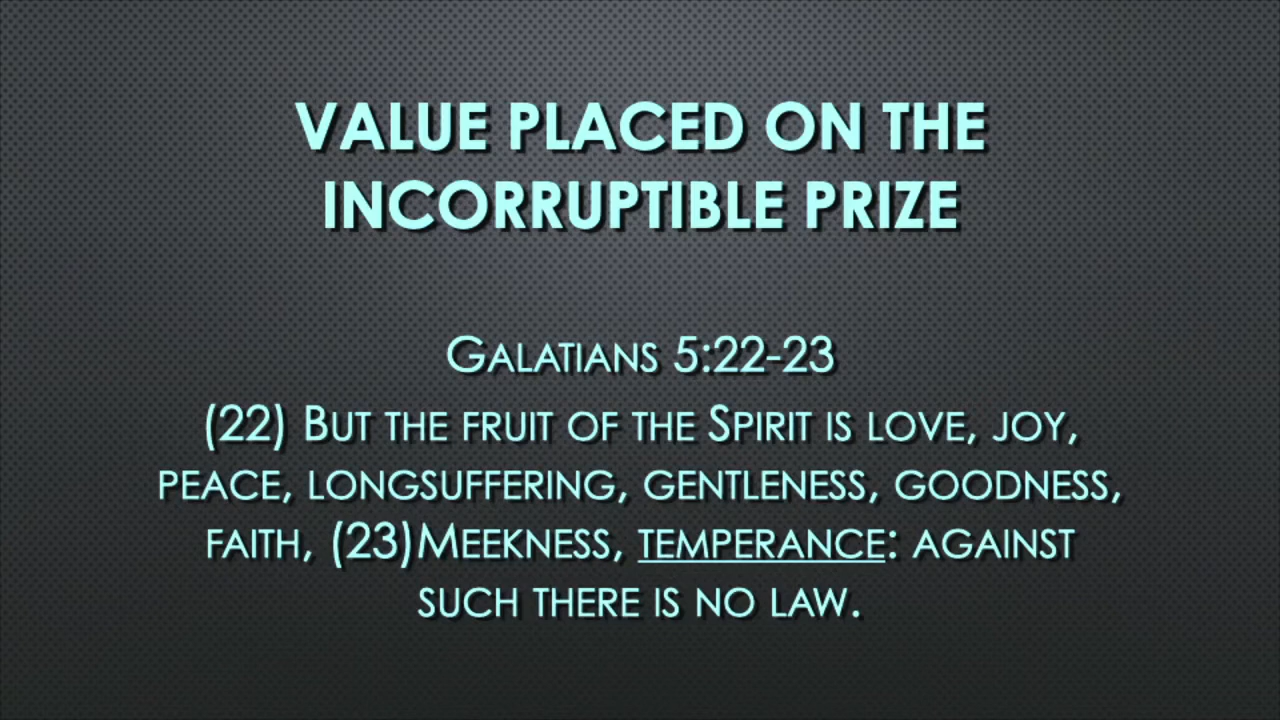 VALUE PLACED ON THE
INCORRUPTIBLE PRIZE
GALATIANS 5:22-23
(22) BUT THE FRUIT OF THE SPIRIT IS LOVE, JOY,
PEACE, LONGSUFFERING, GENTLENESS, GOODNESS,
FAITH, (23)MEEKNESS, TEMPERANCE: AGAINST
SUCH THERE IS NO LAW.